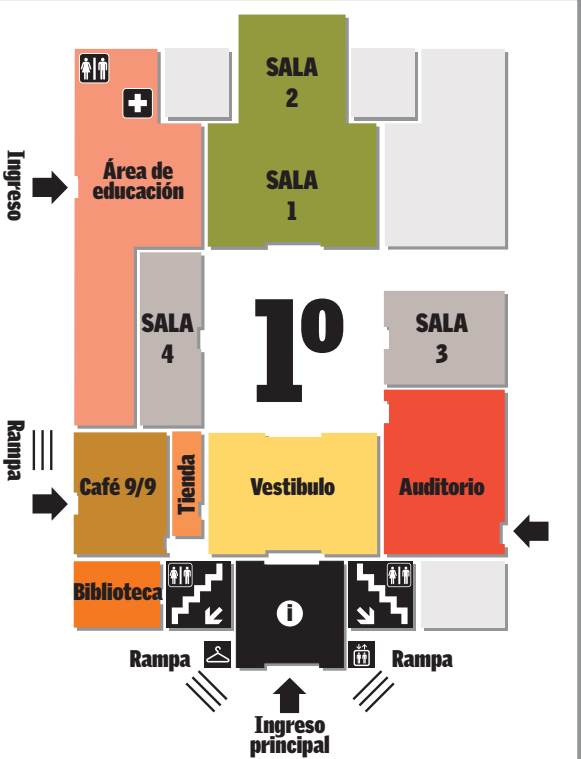 SALA
2
Área de
educación
SALA
1
Ingreso
1º
SALA
4
SALA
3
Rampa
Café 9/9
Tienda
Vestibulo
Auditorio
Biblioteca
i
Rampa
Rampa
Ingreso
principal